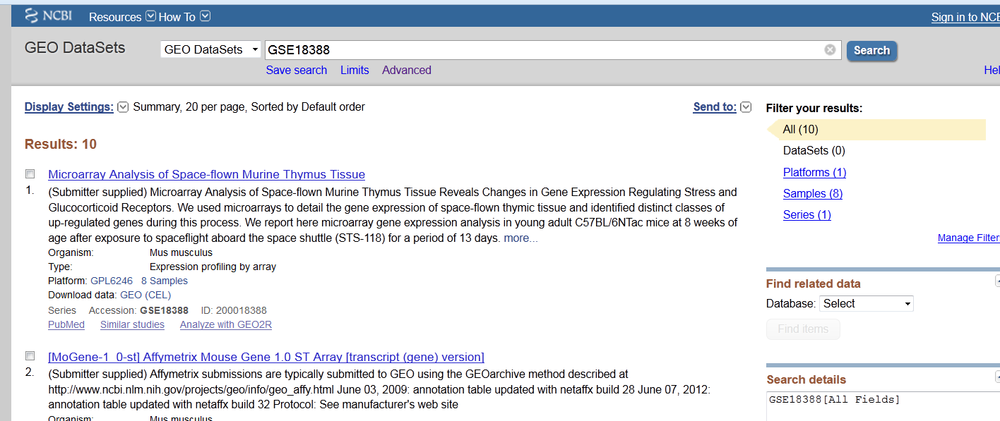 NCBI Resources How To Sign in to NCB
GEO DataSets GEO DataSets GSE18388 Search
Save search Limits Advanced Hel
Display Settings: Summary, 20 per page, Sorted by Default order Send to:
Results: 10
Microarray Analysis of Space-flown Murine Thymus Tissue
1. (Submitter supplied) Microarray Analysis of Space-flown Murine Thymus Tissue Reveals Changes in Gene Expression Regulating Stress and
Glucocorticoid Receptors. We used microarrays to detail the gene expression of space-flown thymic tissue and identified distinct classes of
up-regulated genes during this process. We report here microarray gene expression analysis in young adult C57BL/6NTac mice at 8 weeks of
age after exposure to spaceflight aboard the space shuttle (STS-118) for a period of 13 days. more...
Organism: Mus musculus
Type: Expression profiling by array
Platform: GPL6246 8 Samples
Download data: GEO (CEL)
Series Accession: GSE18388 ID: 200018388
PubMed Similar studies Analyze with GEO2R
[MoGene-1_0-st] Affymetrix Mouse Gene 1.0 ST Array [transcript (gene) version]
2. (Submitter supplied) Affymetrix submissions are typically submitted to GEO using the GEOarchive method described at
http://www.ncbi.nlm.nih.gov/projects/geo/info/geo_affy.html June 03, 2009: annotation table updated with netaffx build 28 June 07, 2012:
annotation table updated with netaffx build 32 Protocol: See manufacturer's web site
Organism: Mus musculus
Filter your results:
All (10)
DataSets (0)
Platforms (1)
Samples (8)
Series (1)
Manage Filters
Find related data
Database: Select
Find items
Search details
GSE18388[All Fields]